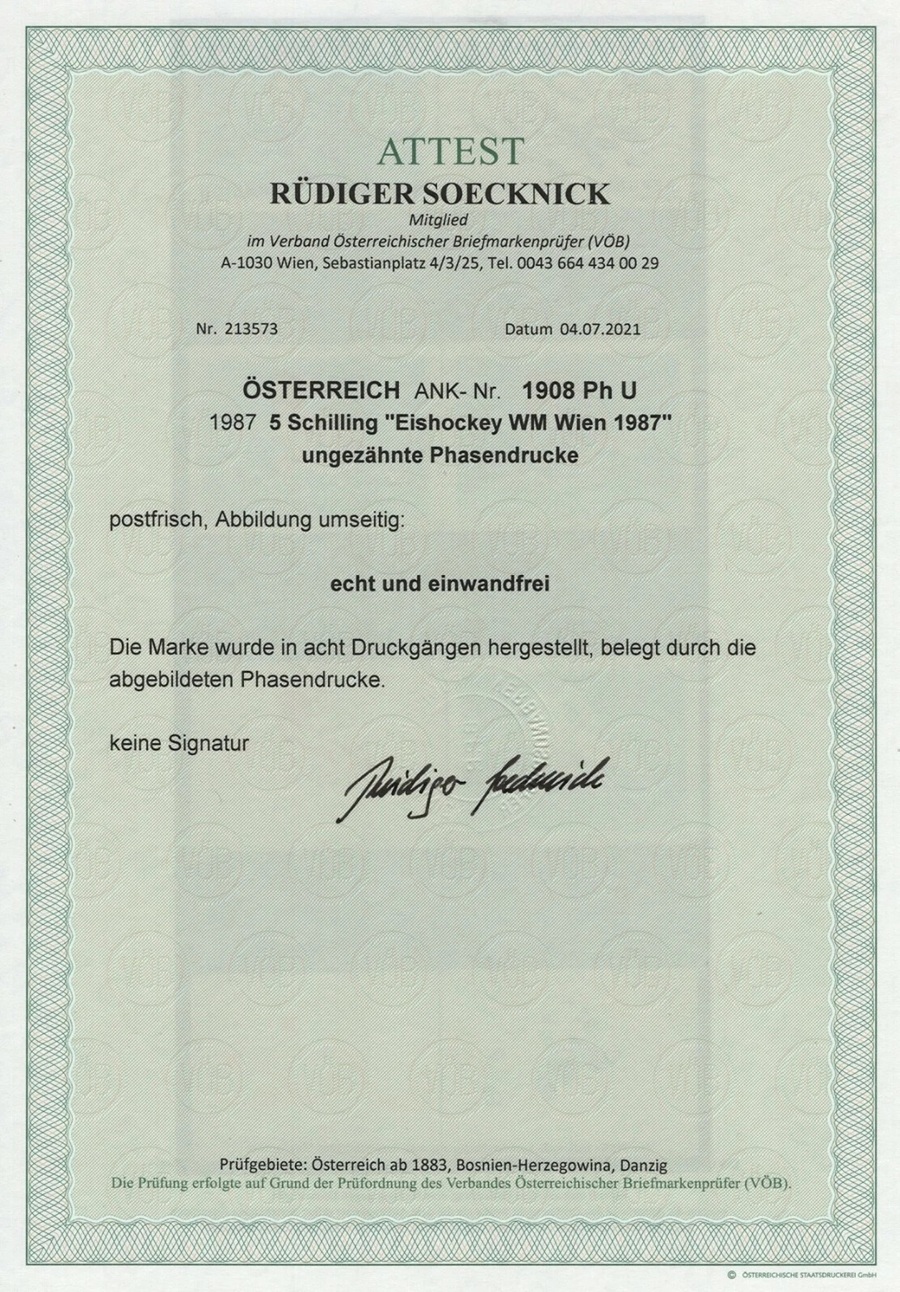 ATTEST
RÜDIGER SOECKNICK
Mitglied
im Verband Österreichischer Briefmarkenprüfer (VÖB)
A-1030 Wien, Sebastianplatz 4/3/25, Tel. 0043 664 434 00 29
Nr. 213573 Datum 04.07.2021
ÖSTERREICH ANK- Nr. 1908 Ph U
1987 5 Schilling "Eishockey WM Wien 1987"
ungezähnte Phasendrucke
postfrisch, Abbildung umseitig:
echt und einwandfrei
Die Marke wurde in acht Druckgängen hergestellt, belegt durch die
abgebildeten Phasendrucke.
keine Signatur
Rüdiger Soecknick
Prüfgebiete: Österreich ab 1883, Bosnien-Herzegowina, Danzig
Die Prüfung erfolgte auf Grund der Prüfordnung des Verbandes Österreichischer Briefmarkenprüfer (VÖB).
© ÖSTERREICHISCHE STAATSDRUCKEREI GmbH